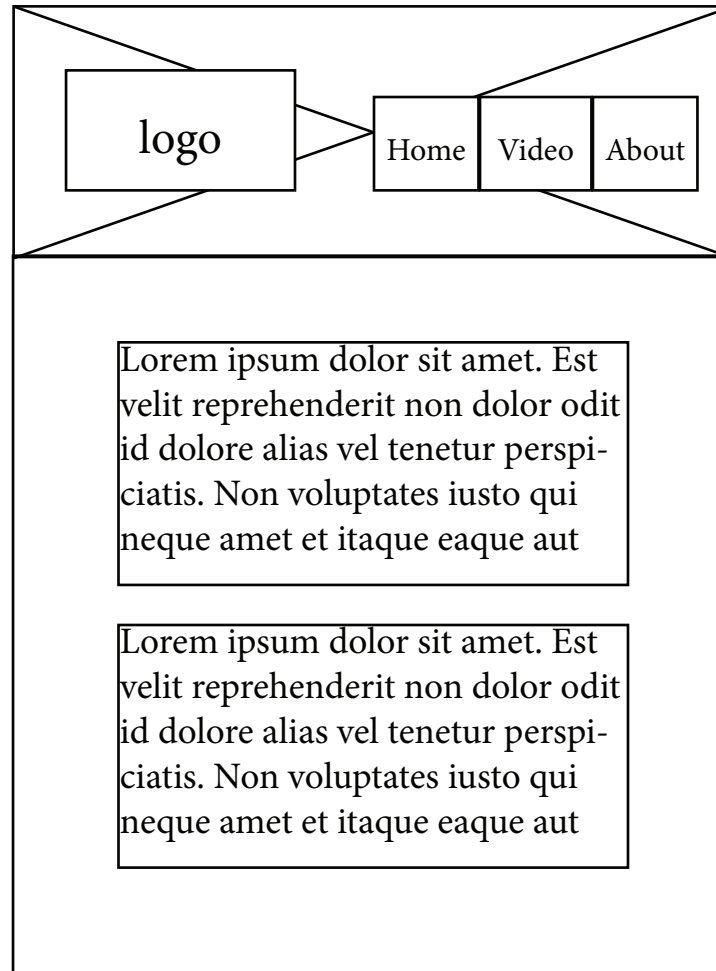 logo
Home Video About
Lorem ipsum dolor sit amet. Est
velit reprehenderit non dolor odit
id dolore alias vel tenetur perspi-
ciatis. Non voluptates iusto qui
neque amet et itaque eaque aut
Lorem ipsum dolor sit amet. Est
velit reprehenderit non dolor odit
id dolore alias vel tenetur perspi-
ciatis. Non voluptates iusto qui
neque amet et itaque eaque aut